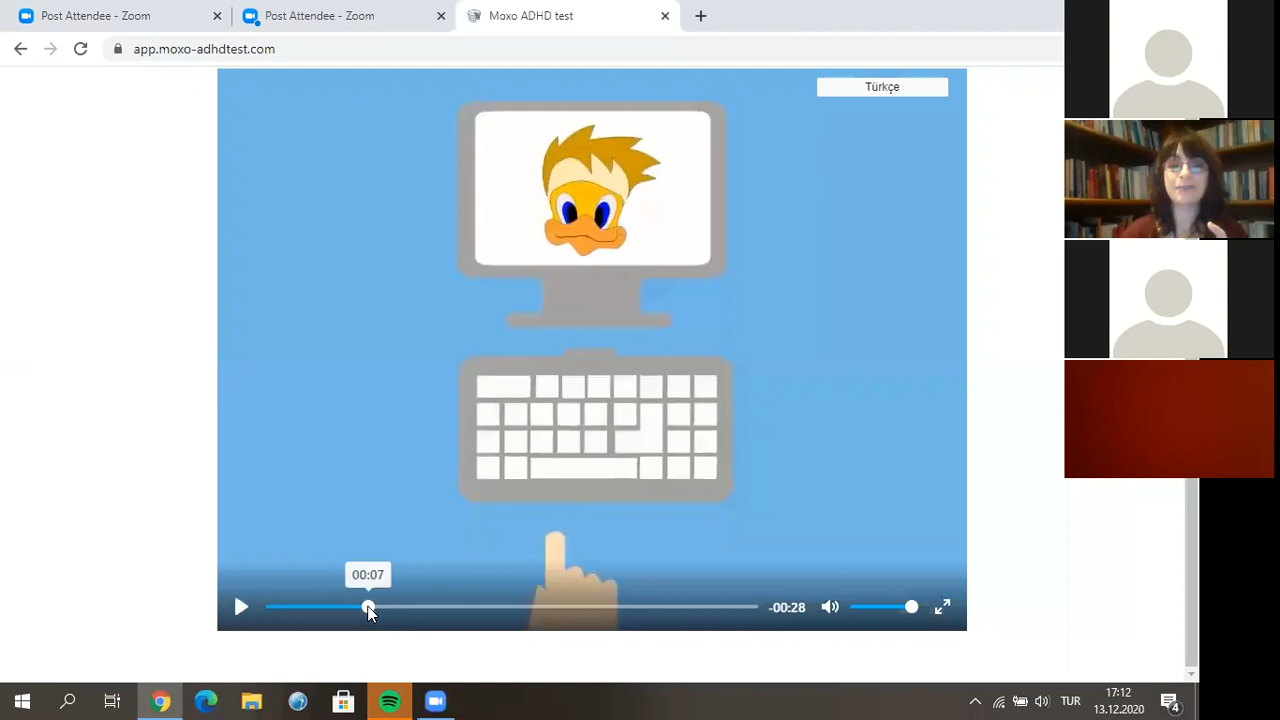 Post Attendee - Zoom
Post Attendee - Zoom
Moxo ADHD test
app.moxo-adhdtest.com
Türkçe
00:07
-00:28
TUR
17:12
13.12.2020
4